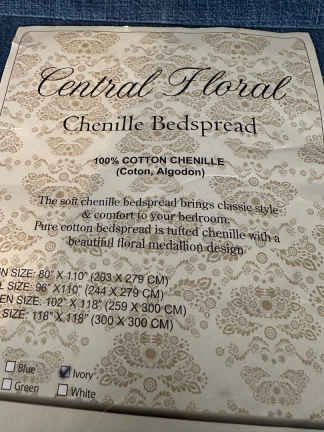 Central Floral
Chenille Bedspread
100% COTTON CHENILLE
(Coton, Algodon)
The soft chenille bedspread brings classic style
& comfort to your bedroom.
Pure cotton bedspread is tufted chenille with a
beautiful floral medallion design
N SIZE: 80" X 110" (203 X 279 CM)
L SIZE: 96" X110" (244 X 279 CM)
EN SIZE: 102" X 118" (259 X 300 CM)
SIZE: 118" X 118" (300 X 300 CM)
Blue Ivory
Green White